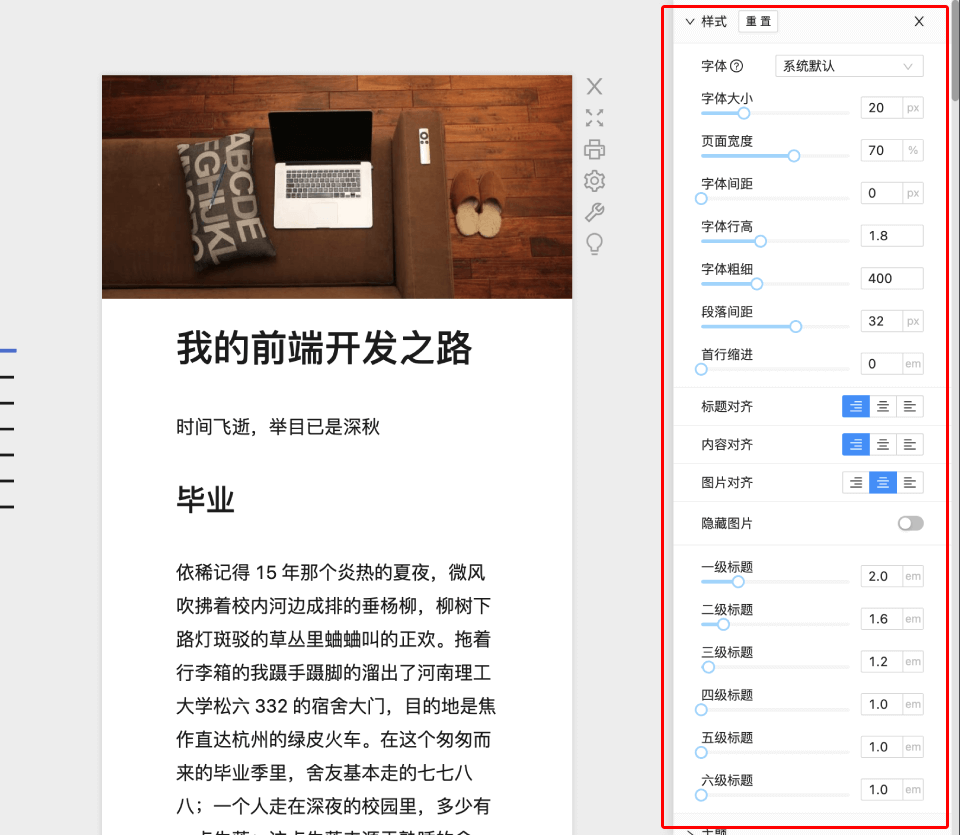 ABCDE
我的前端开发之路
时间飞逝，举目已是深秋
毕业
依稀记得 15 年那个炎热的夏夜，微风
吹拂着校内河边成排的垂杨柳，柳树下
路灯斑驳的草丛里蛐蛐叫的正欢。拖着
行李箱的我蹑手蹑脚的溜出了河南理工
大学松六 332 的宿舍大门，目的地是焦
作直达杭州的绿皮火车。在这个匆匆而
来的毕业季里，舍友基本走的七七八
八；一个人走在深夜的校园里，多少有
样式 重 置
字体 系统默认
字体大小 20 px
页面宽度 70 %
字体间距 0 px
字体行高 1.8
字体粗细 400
段落间距 32 px
首行缩进 0 em
标题对齐
内容对齐
图片对齐
隐藏图片
一级标题 2.0 em
二级标题 1.6 em
三级标题 1.2 em
四级标题 1.0 em
五级标题 1.0 em
六级标题 1.0 em